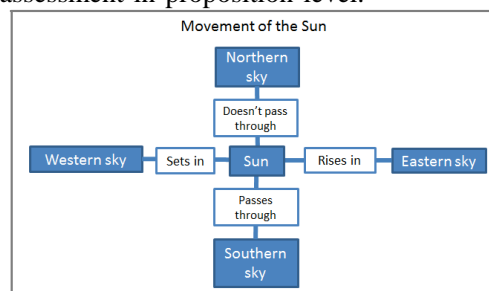 assessment in proposition level.
Movement of the Sun
Northern
sky
Doesn't pass
through
Western sky
Sets in
Sun
Rises in
Eastern sky
Passes
through
Southern
sky